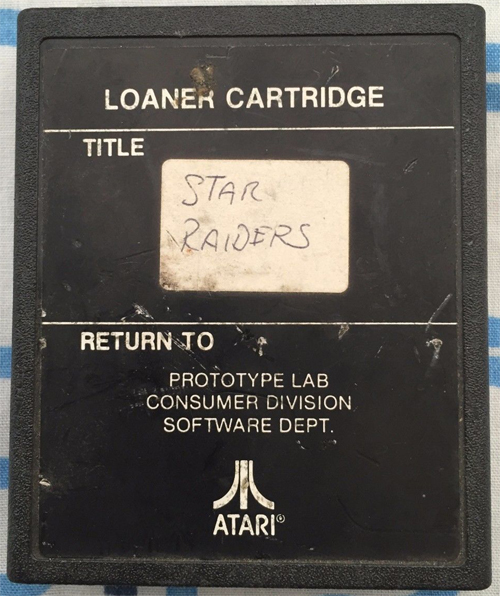 LOANER CARTRIDGE
TITLE
STAR
RAIDERS
RETURN TO
PROTOTYPE LAB
CONSUMER DIVISION
SOFTWARE DEPT.
ATARI®